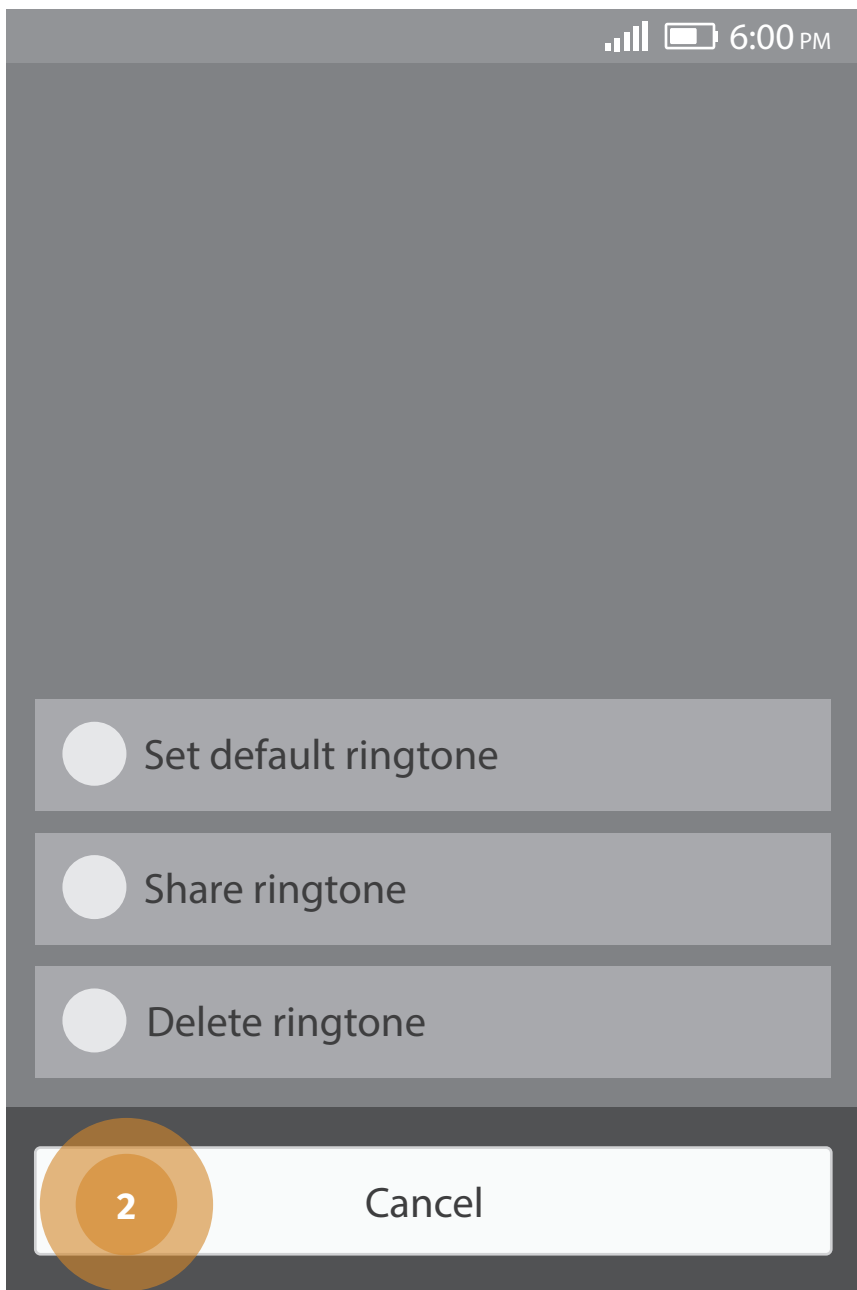 6:00 PM
Set default ringtone
Share ringtone
Delete ringtone
2 Cancel